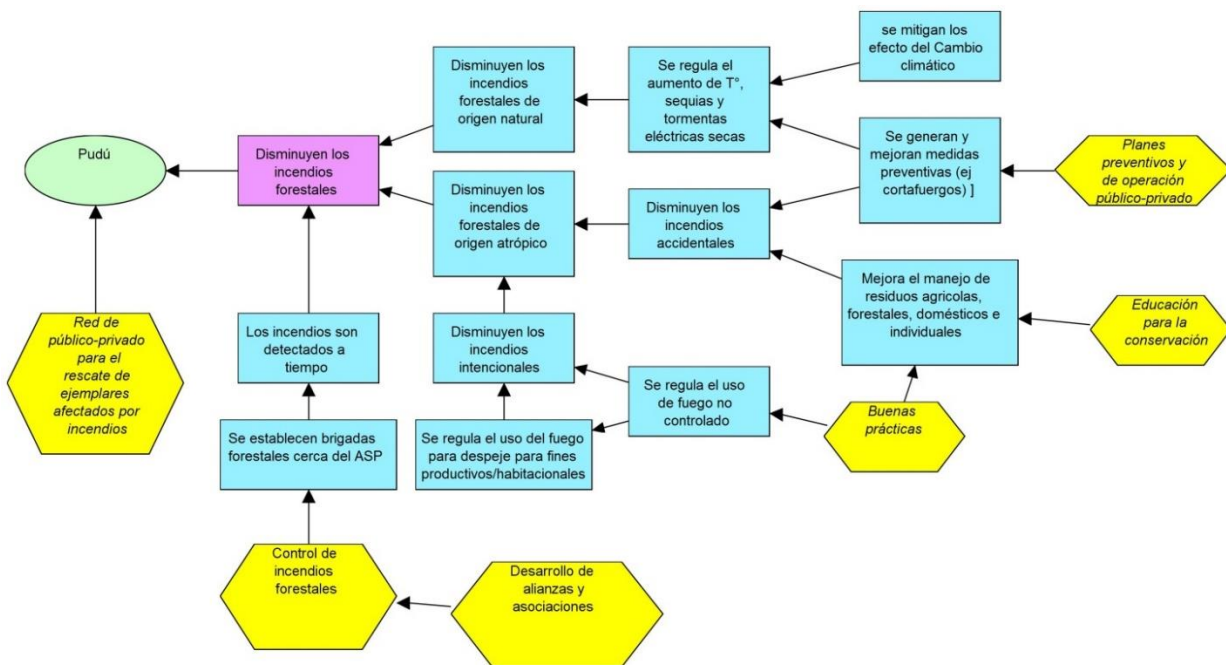 se mitigan los
efecto del Cambio
climático
Disminuyen los
incendios
forestales de
origen natural
Se regula el
aumento de T°,
sequias y
tormentas
eléctricas secas
Pudú
Disminuyen los
incendios
forestales
Se generan y
mejoran medidas
preventivas (ej
cortafuergos) ]
Planes
preventivos y
de operación
público-privado
Disminuyen los
incendios
forestales de
origen atrópico
Disminuyen los
incendios
accidentales
Mejora el manejo de
residuos agricolas,
forestales, domésticos e
individuales
Educación
para la
conservación
Red de
público-privado
para el
rescate de
ejemplares
afectados por
incendios
Los incendios son
detectados a
tiempo
Disminuyen los
incendios
intencionales
Se regula el uso
de fuego no
controlado
Buenas
prácticas
Se establecen brigadas
forestales cerca del ASP
Se regula el uso del fuego
para despeje para fines
productivos/habitacionales
Control de
incendios
forestales
Desarrollo de
alianzas y
asociaciones